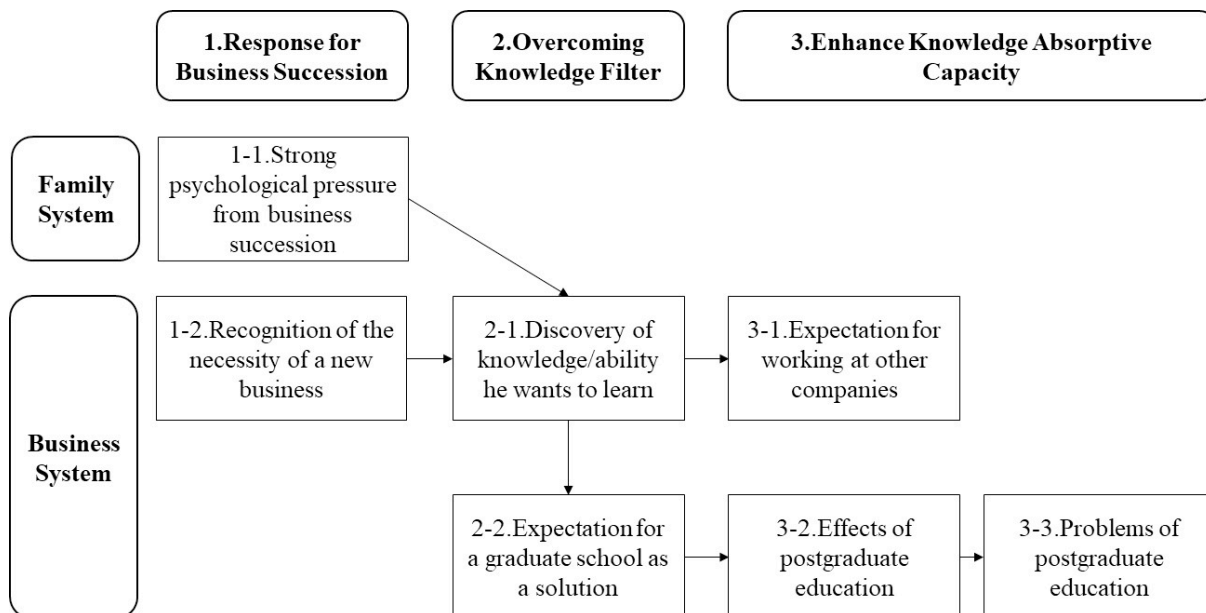 1.Response for
Business Succession
2.Overcoming
Knowledge Filter
3.Enhance Knowledge Absorptive
Capacity
Family
System
1-1.Strong
psychological pressure
from business
succession
Business
System
1-2.Recognition of the
necessity of a new
business
2-1.Discovery of
knowledge/ability
he wants to learn
3-1.Expectation for
working at other
companies
2-2.Expectation for
a graduate school as
a solution
3-2.Effects of
postgraduate
education
3-3.Problems of
postgraduate
education